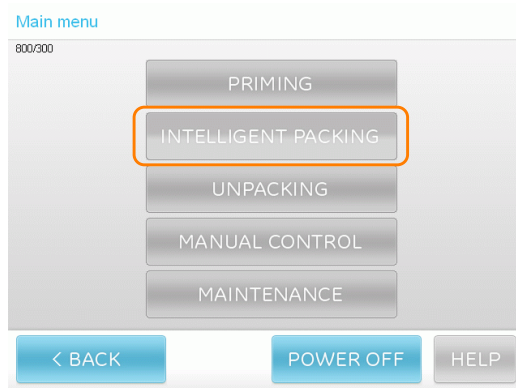 Main menu
800/300
PRIMING
INTELLIGENT PACKING
UNPACKING
MANUAL CONTROL
MAINTENANCE
< BACK
POWER OFF
HELP